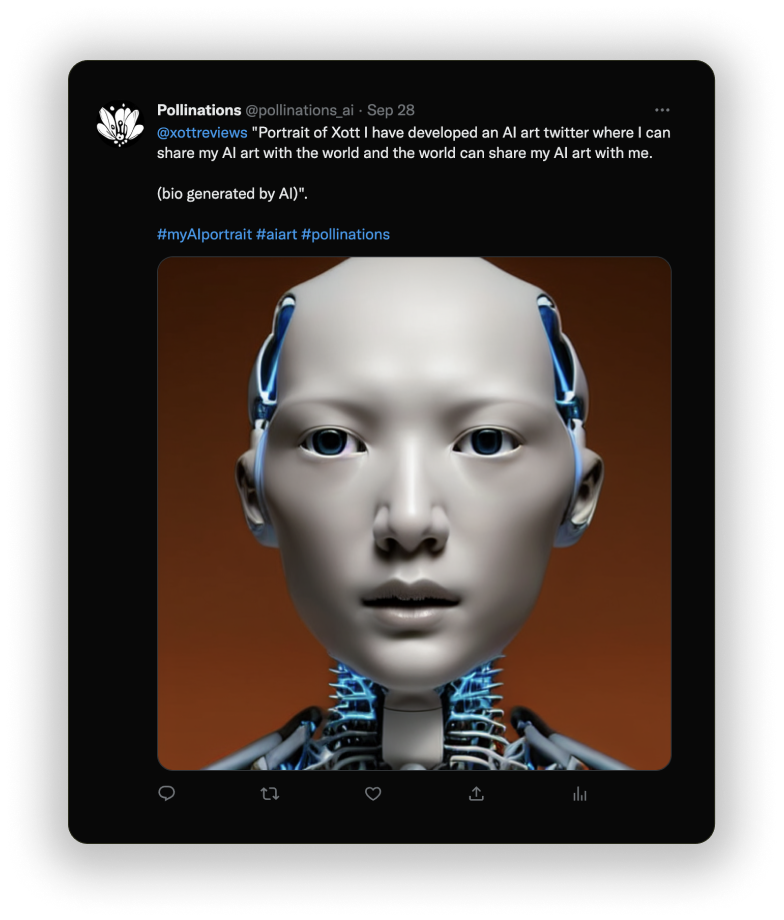 Pollinations @pollinations_ai · Sep 28
@xottreviews "Portrait of Xott I have developed an AI art twitter where I can
share my AI art with the world and the world can share my AI art with me.
(bio generated by AI)".
#myAIportrait #aiart #pollinations